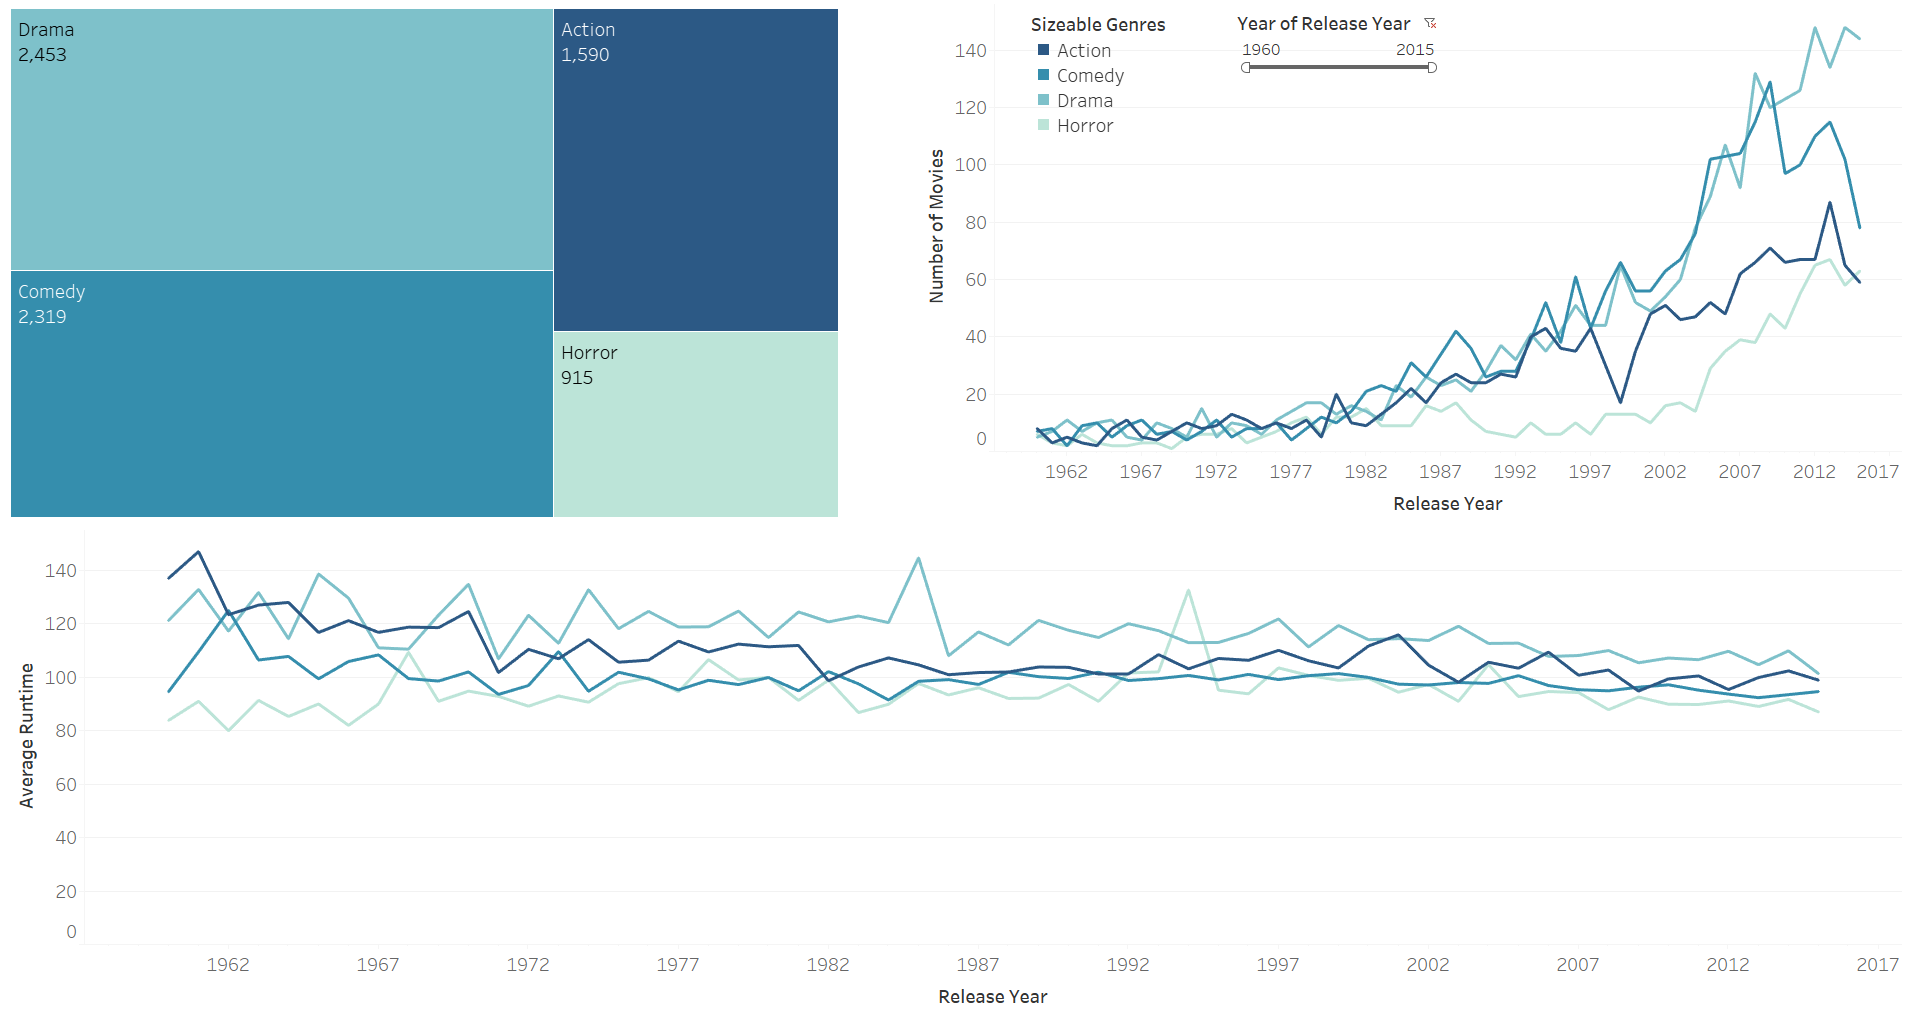 Drama
2,453
Action
1,590
Comedy
2,319
Horror
915
Sizeable Genres
Action
Comedy
Drama
Horror
Year of Release Year
1960 2015
140
120
100
80
60
40
20
0
Number of Movies
1962 1967 1972 1977 1982 1987 1992 1997 2002 2007 2012 2017
Release Year
140
120
100
80
60
40
20
0
Average Runtime
1962 1967 1972 1977 1982 1987 1992 1997 2002 2007 2012 2017
Release Year